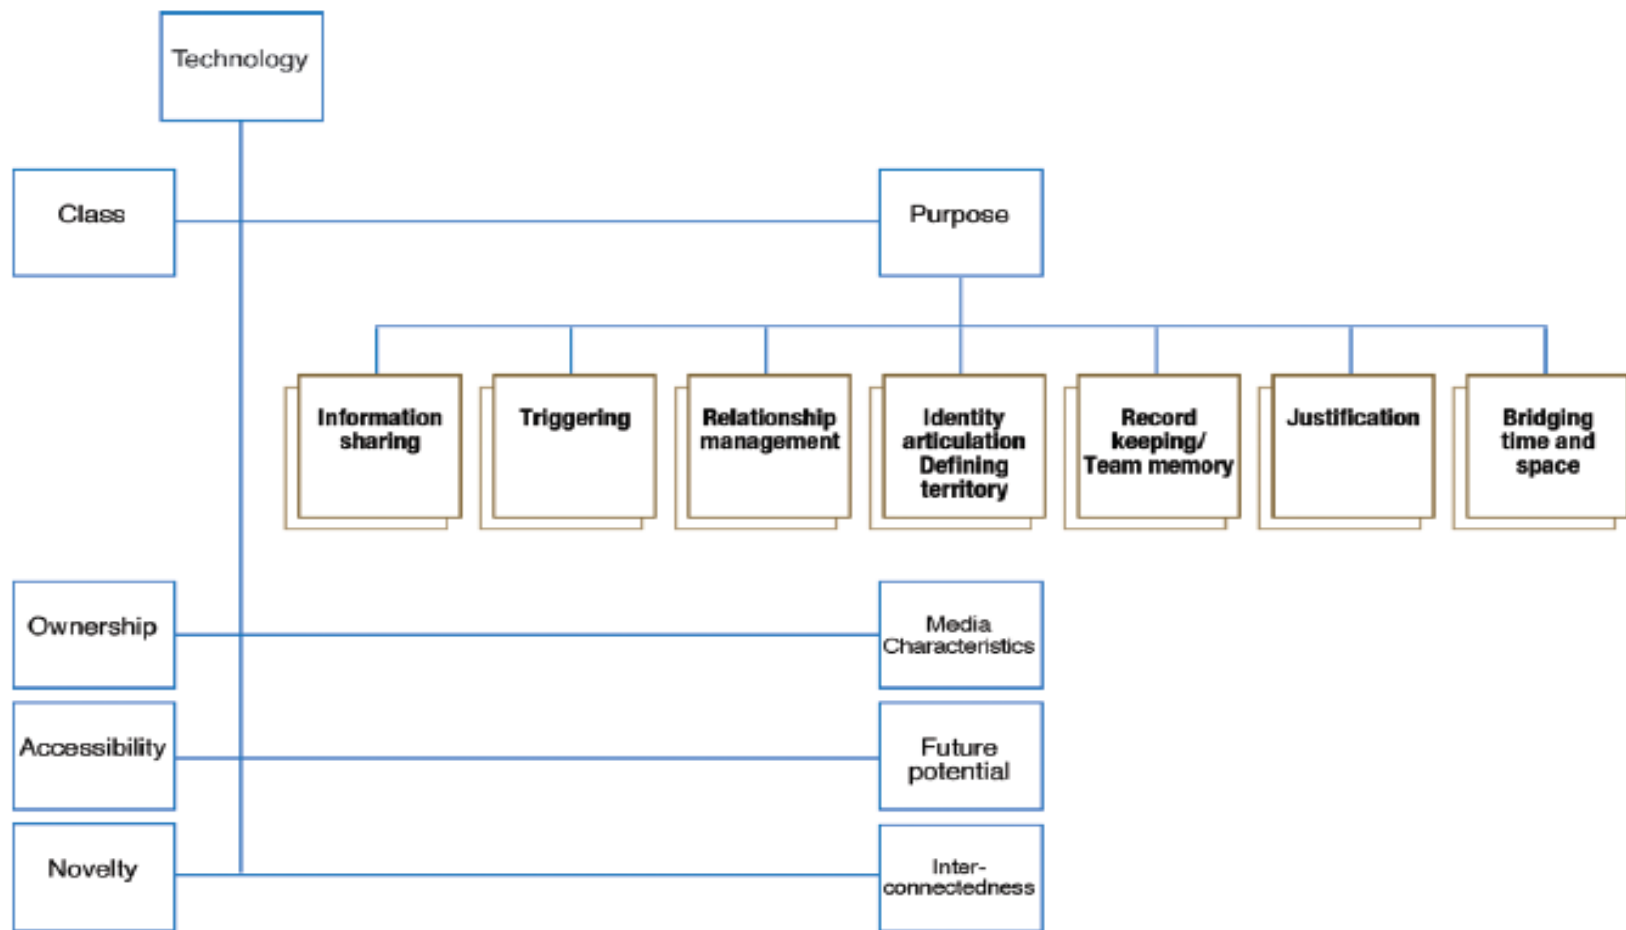 Technology
Class
Purpose
Information
sharing
Triggering
Relationship
management
Identity
articulation
Defining
territory
Record
keeping/
Team memory
Justification
Bridging
time and
space
Ownership
Media
Characteristics
Accessibility
Future
potential
Novelty
Inter-
connectedness